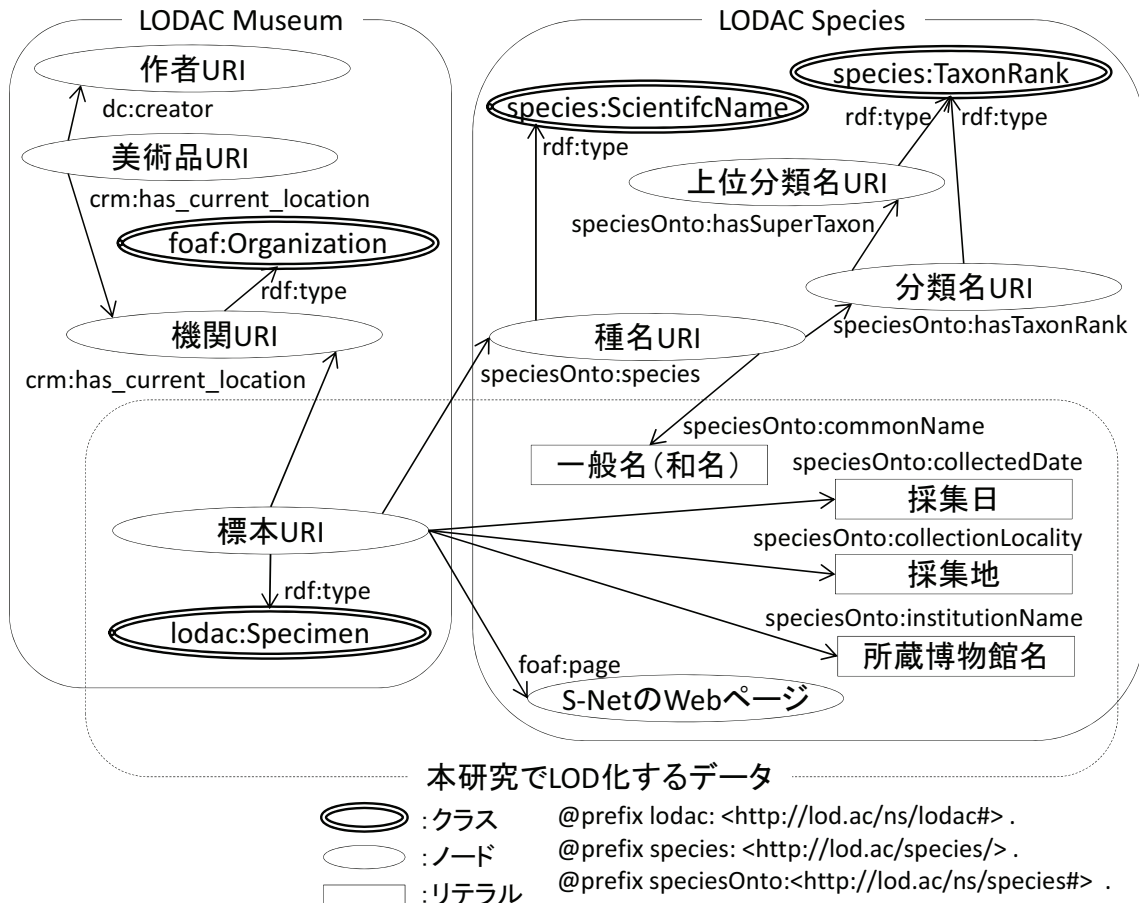 LODAC Museum
LODAC Species
作者URI
species:TaxonRank
dc:creator
species:ScientifcName
rdf:type
rdf:type
rdf:type
美術品URI
上位分類名URI
crm:has_current_location
speciesOnto:hasSuperTaxon
foaf:Organization
rdf:type
分類名URI
機関URI
種名URI
speciesOnto:hasTaxonRank
crm:has_current_location
speciesOnto:species
speciesOnto:commonName
一般名(和名)
speciesOnto:collectedDate
採集日
標本URI
speciesOnto:collectionLocality
採集地
rdf:type
speciesOnto:institutionName
lodac:Specimen
所蔵博物館名
foaf:page
S-NetのWebページ
本研究でLOD化するデータ
:クラス
@prefix lodac: <http://lod.ac/ns/lodac#> .
:ノード
@prefix species: <http://lod.ac/species/> .
:リテラル
@prefix speciesOnto:<http://lod.ac/ns/species#> .